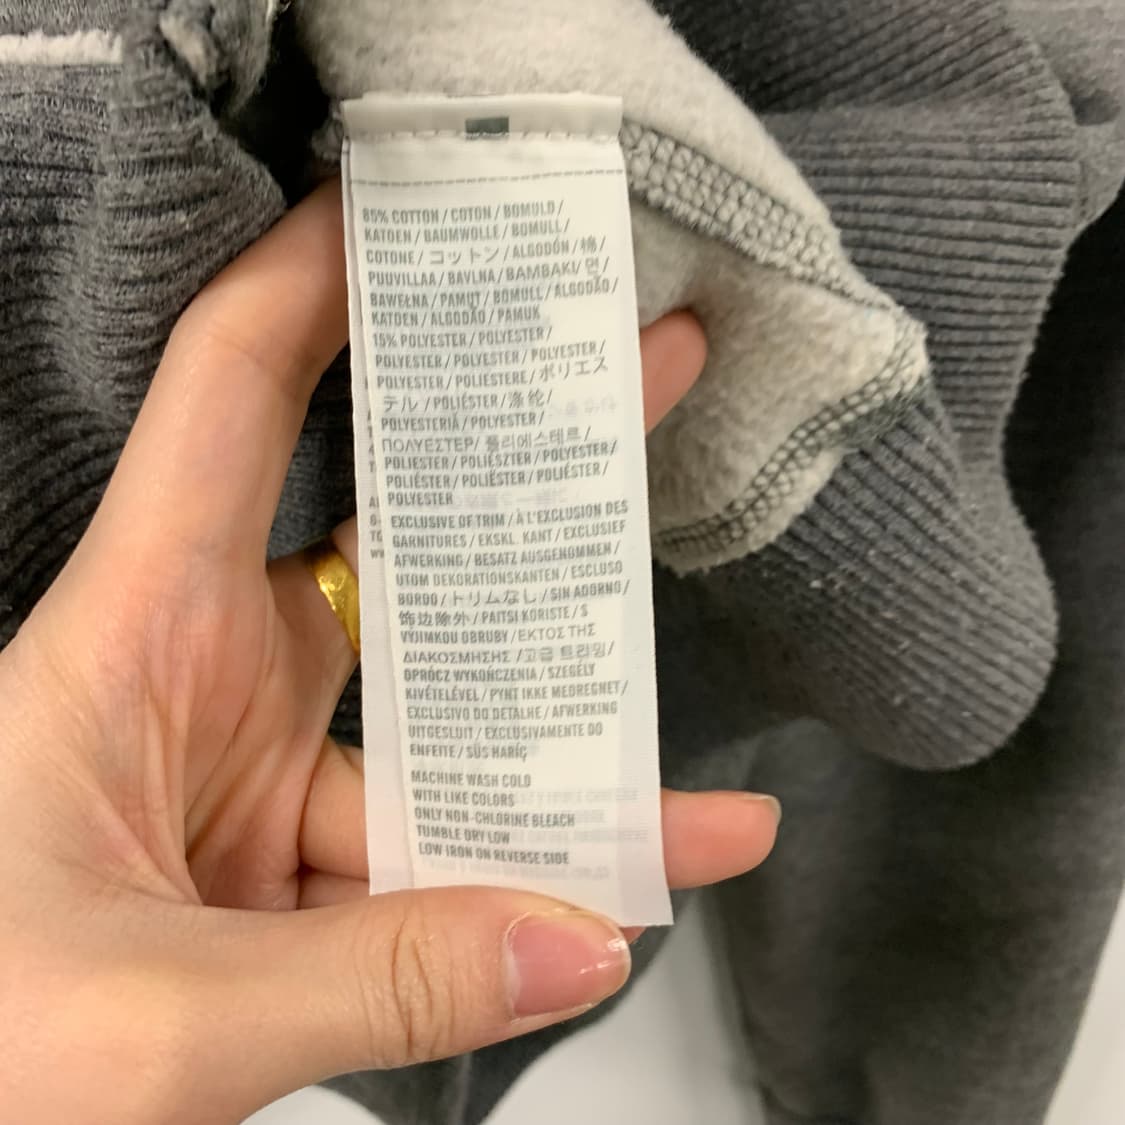 85% COTTON / COTON / BOMULD /
KATOEN / BAUMWOLLE / BOMULL /
COTONE / コットン / ALGODÓN / 棉 /
PUUVILLAA / BAVLNA / BAMBAKI / 면 /
BAWEŁNA / PAMUT / BOMULL / ALGODÃO /
KATOEN / ALGODÃO / PAMUK
15% POLYESTER / POLYESTER /
POLYESTER / POLYESTER / POLYESTER /
POLYESTER / POLIESTERE / ポリエス
テル / POLIÉSTER / 涤纶 /
POLYESTERIÄ / POLYESTER /
ΠΟΛΥΕΣΤΕΡ / 폴리에스테르 /
POLIESTER / POLIÉSZTER / POLYESTER /
POLIÉSTER / POLIËSTER / POLIÉSTER /
POLYESTER
EXCLUSIVE OF TRIM / À L'EXCLUSION DES
GARNITURES / EKSKL. KANT / EXCLUSIEF
AFWERKING / BESATZ AUSGENOMMEN /
UTOM DEKORATIONSKANTEN / ESCLUSO
BORDO / トリムなし / SIN ADORNO /
饰边除外 / PAITSI KORISTE / S
VÝJIMKOU OBRUBY / ΕΚΤΟΣ ΤΗΣ
ΔΙΑΚΟΣΜΗΣΗΣ / 고급 트리밍 /
OPRÓCZ WYKOŃCZENIA / SZEGÉLY
KIVÉTELÉVEL / PYNT IKKE MEDREGNET /
EXCLUSIVO DO DETALHE / AFWERKING
UITGESLUIT / EXCLUSIVAMENTE DO
ENFEITE / SÜS HARİÇ
MACHINE WASH COLD
WITH LIKE COLORS
ONLY NON-CHLORINE BLEACH
TUMBLE DRY LOW
LOW IRON ON REVERSE SIDE